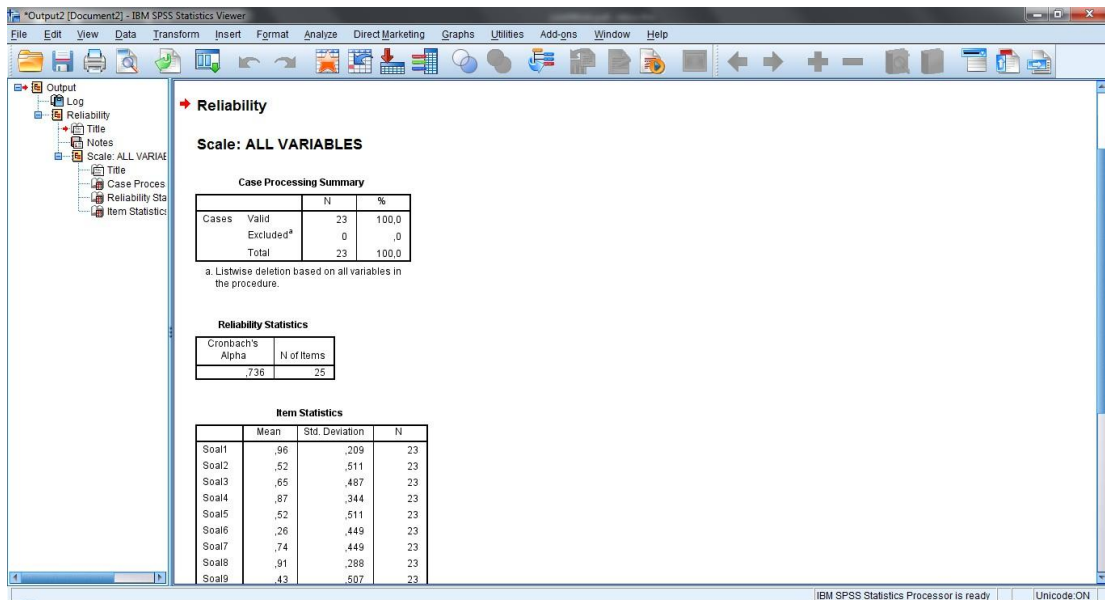 *Output2 [Document2] - IBM SPSS Statistics Viewer
File Edit View Data Transform Insert Format Analyze Direct Marketing Graphs Utilities Add-ons Window Help
Output
Log
Reliability
Title
Notes
Scale: ALL VARIAE
Title
Case Proces
Reliability Sta
Item Statistics
Reliability
Scale: ALL VARIABLES
Case Processing Summary
N %
Cases Valid 23 100,0
Excludedª 0 ,0
Total 23 100,0
a. Listwise deletion based on all variables in
the procedure.
Reliability Statistics
Cronbach's
Alpha N of Items
,736 25
Item Statistics
Mean Std. Deviation N
Soal1 ,96 ,209 23
Soal2 ,52 ,511 23
Soal3 ,65 ,487 23
Soal4 ,87 ,344 23
Soal5 ,52 ,511 23
Soal6 ,26 ,449 23
Soal7 ,74 ,449 23
Soal8 ,91 ,288 23
Soal9 ,43 ,507 23
IBM SPSS Statistics Processor is ready Unicode:ON